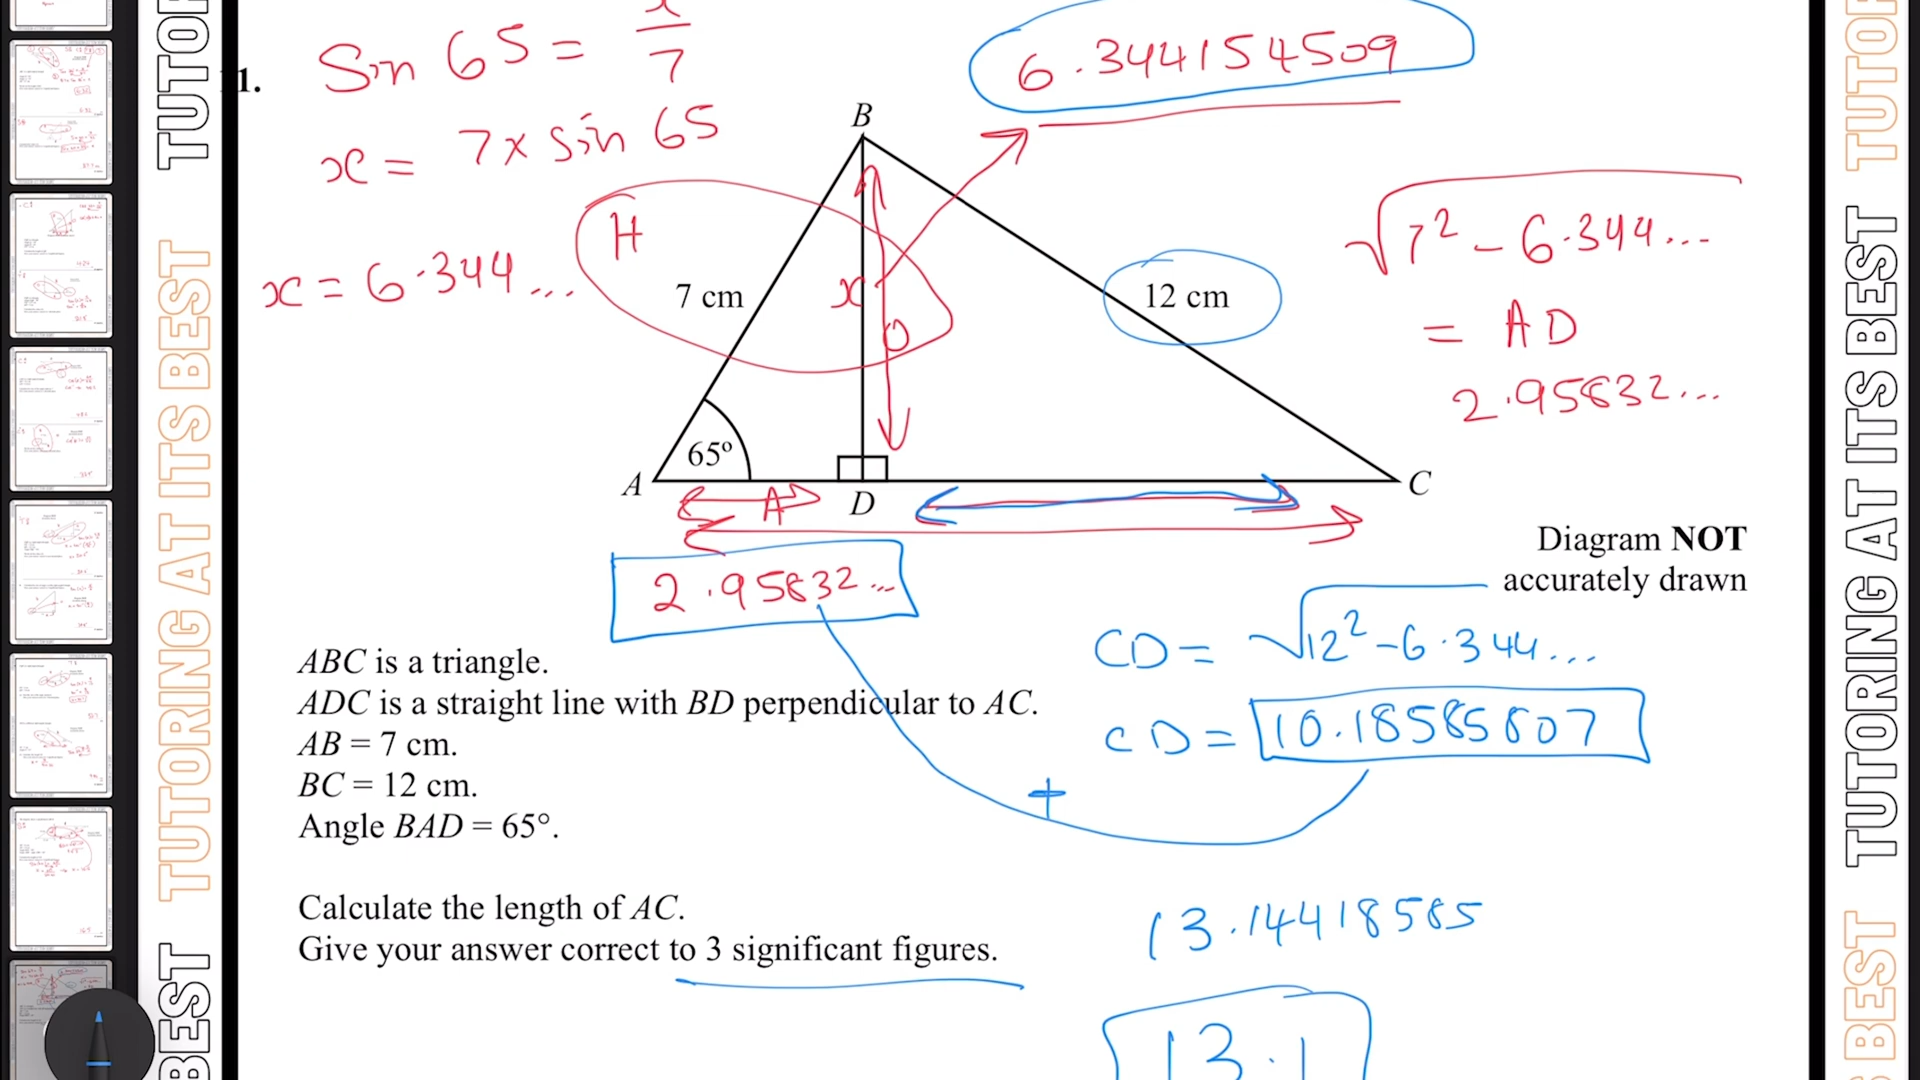 1.
Sin 65 = x/7
x = 7 x sin 65
x = 6.344...
6.344154509
B
H
7 cm
x
O
12 cm
65°
A
A
D
C
√7² - 6.344...
= AD
2.95832...
2.95832...
Diagram NOT
accurately drawn
CD = √12² - 6.344...
CD = 10.18585807
+
ABC is a triangle.
ADC is a straight line with BD perpendicular to AC.
AB = 7 cm.
BC = 12 cm.
Angle BAD = 65°.
Calculate the length of AC.
Give your answer correct to 3 significant figures.
13.14418585
13.1
TUTOR
TUTORING AT ITS BEST
BEST
TUTOR
TUTORING AT ITS BEST
BEST